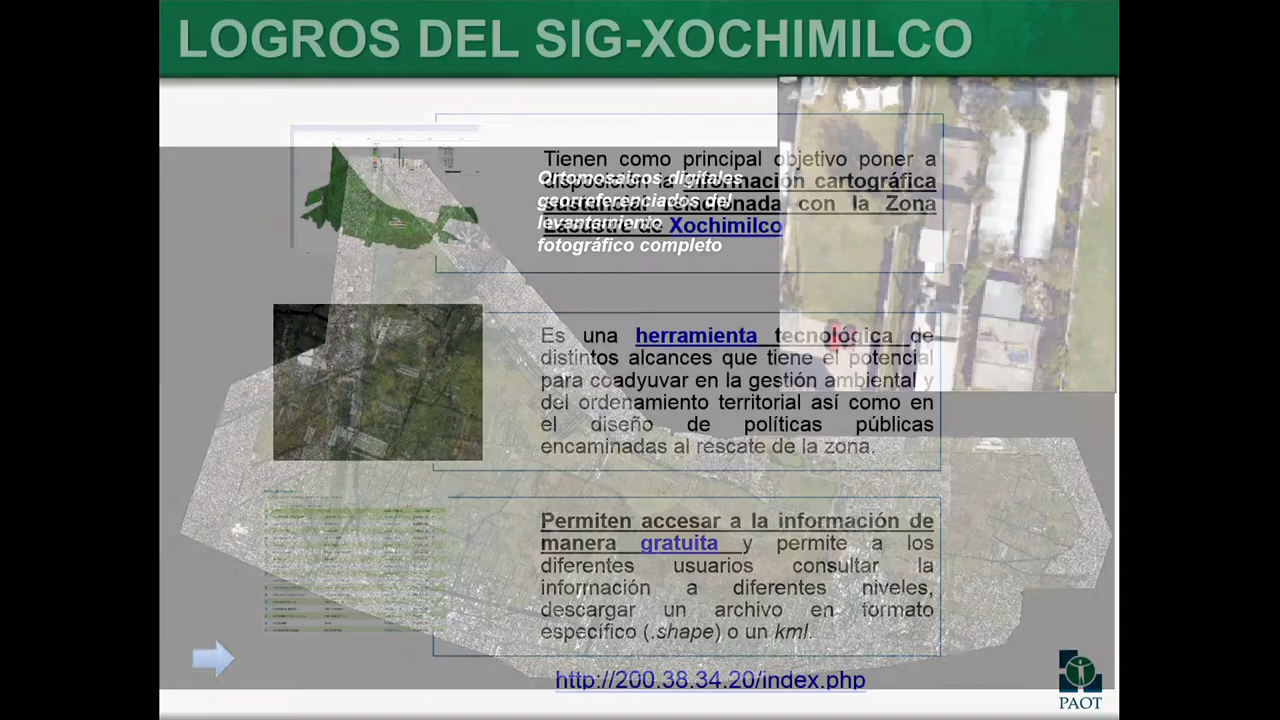 LOGROS DEL SIG-XOCHIMILCO
Tienen como principal objetivo poner a
disposición la información cartográfica
sustancial relacionada con la Zona
Lacustre de Xochimilco
Ortomosaicos digitales
georreferenciados del
levantamiento
fotográfico completo
Es una herramienta tecnológica de
distintos alcances que tiene el potencial
para coadyuvar en la gestión ambiental y
del ordenamiento territorial así como en
el diseño de políticas públicas
encaminadas al rescate de la zona.
Permiten accesar a la información de
manera gratuita y permite a los
diferentes usuarios consultar la
información a diferentes niveles,
descargar un archivo en formato
específico (.shape) o un kml.
http://200.38.34.20/index.php
PAOT